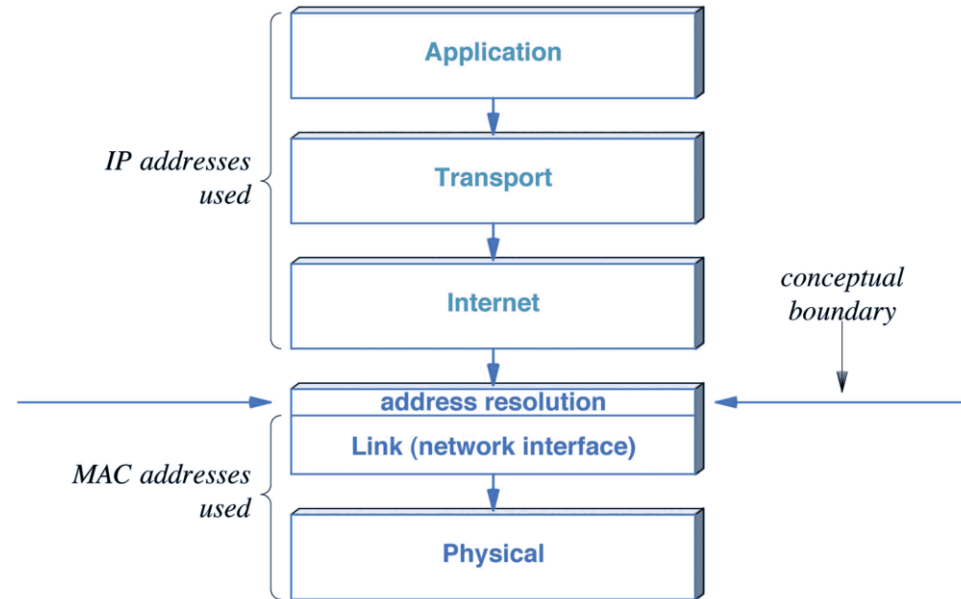 Application
IP addresses
used
Transport
Internet
conceptual
boundary
address resolution
Link (network interface)
MAC addresses
used
Physical